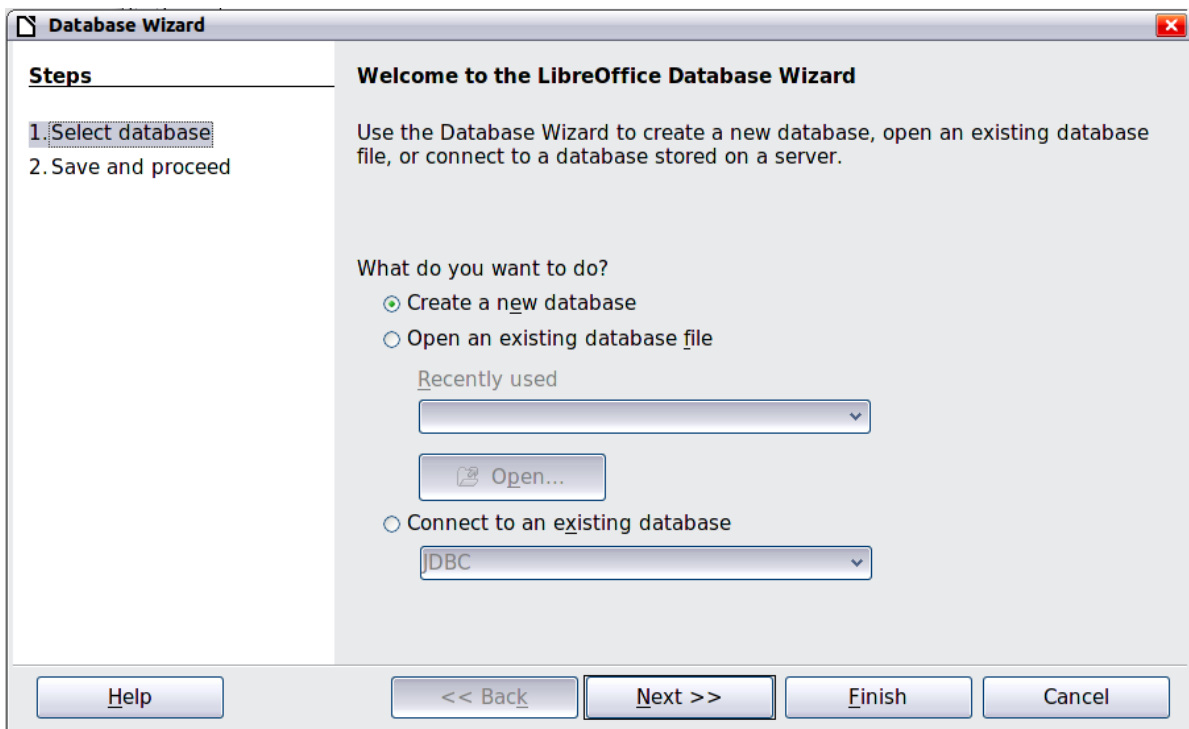 Database Wizard
Steps
1. Select database
2. Save and proceed
Welcome to the LibreOffice Database Wizard
Use the Database Wizard to create a new database, open an existing database
file, or connect to a database stored on a server.
What do you want to do?
Create a new database
Open an existing database file
Recently used
Open...
Connect to an existing database
JDBC
Help
<< Back
Next >>
Finish
Cancel